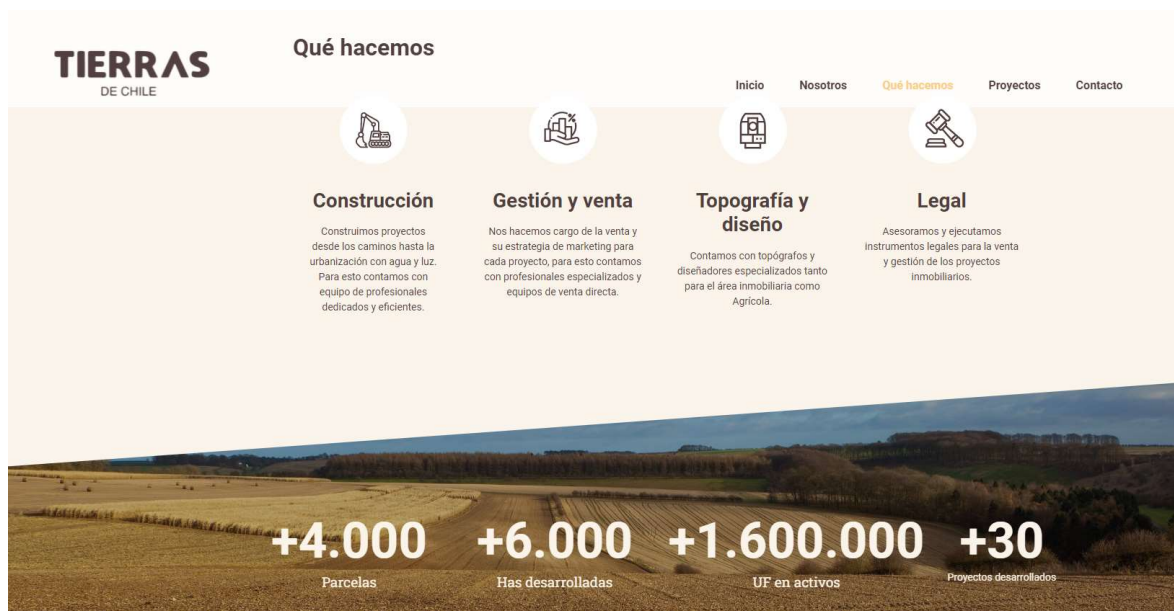 TIERRAS
DE CHILE
Qué hacemos
Inicio Nosotros Qué hacemos Proyectos Contacto
Construcción
Construimos proyectos
desde los caminos hasta la
urbanización con agua y luz.
Para esto contamos con
equipo de profesionales
dedicados y eficientes.
Gestión y venta
Nos hacemos cargo de la venta y
su estrategia de marketing para
cada proyecto, para esto contamos
con profesionales especializados y
equipos de venta directa.
Topografía y
diseño
Contamos con topógrafos y
diseñadores especializados tanto
para el área inmobiliaria como
Agrícola.
Legal
Asesoramos y ejecutamos
instrumentos legales para la venta
y gestión de los proyectos
inmobiliarios.
+4.000
Parcelas
+6.000
Has desarrolladas
+1.600.000
UF en activos
+30
Proyectos desarrollados